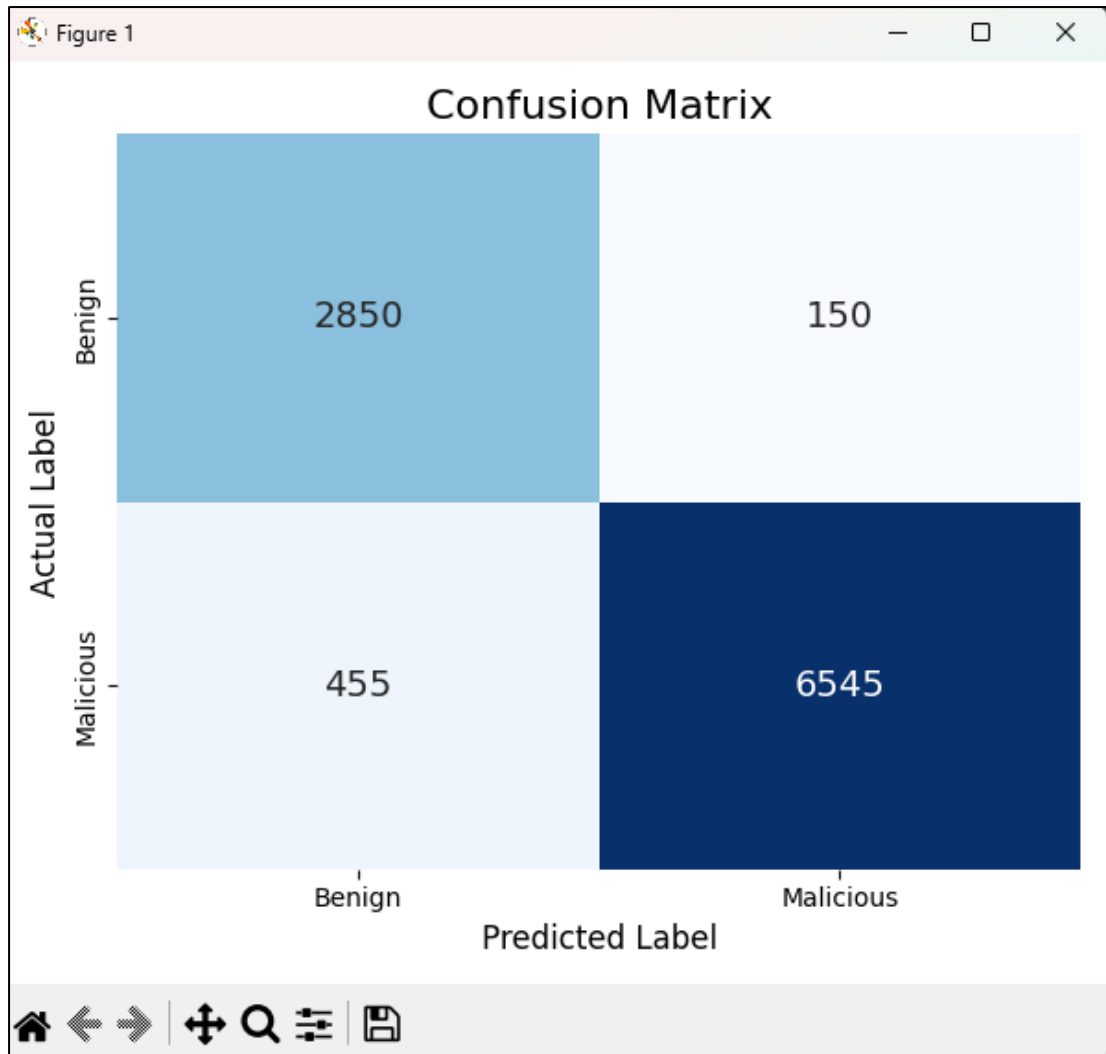 Figure 1
Confusion Matrix
Actual Label
Benign
2850
150
Malicious
455
6545
Benign
Malicious
Predicted Label